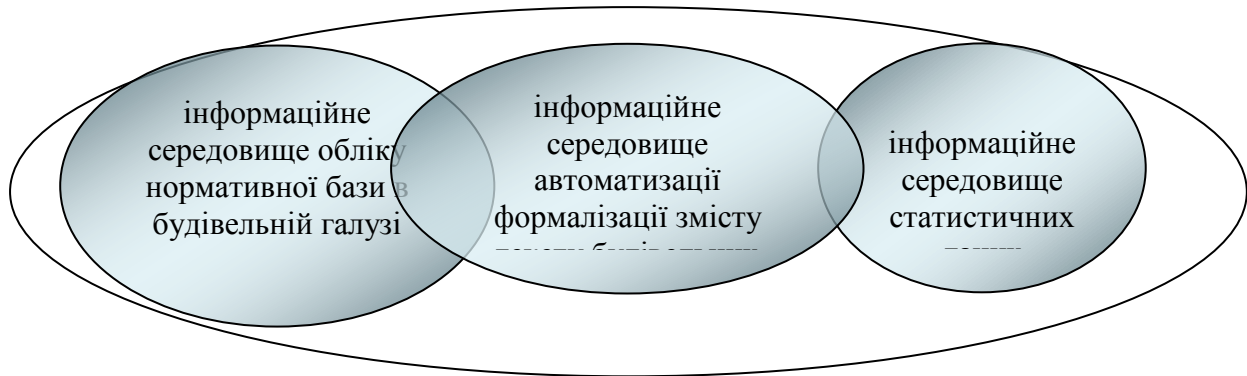 інформаційне
середовище обліку
нормативної бази в
будівельній галузі
інформаційне
середовище
автоматизації
формалізації змісту
інформаційне
середовище
статистичних